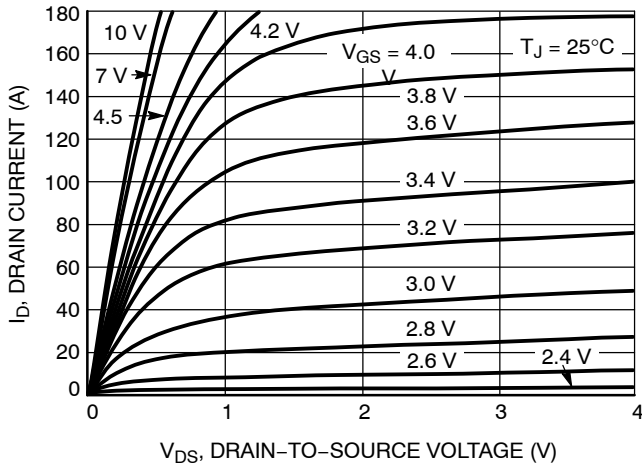 180
160
140
120
100
80
60
40
20
0
I_D, DRAIN CURRENT (A)
10 V
7 V
4.5
4.2 V
V_GS = 4.0
V
T_J = 25°C
3.8 V
3.6 V
3.4 V
3.2 V
3.0 V
2.8 V
2.6 V
2.4 V
0 1 2 3 4
V_DS, DRAIN−TO−SOURCE VOLTAGE (V)